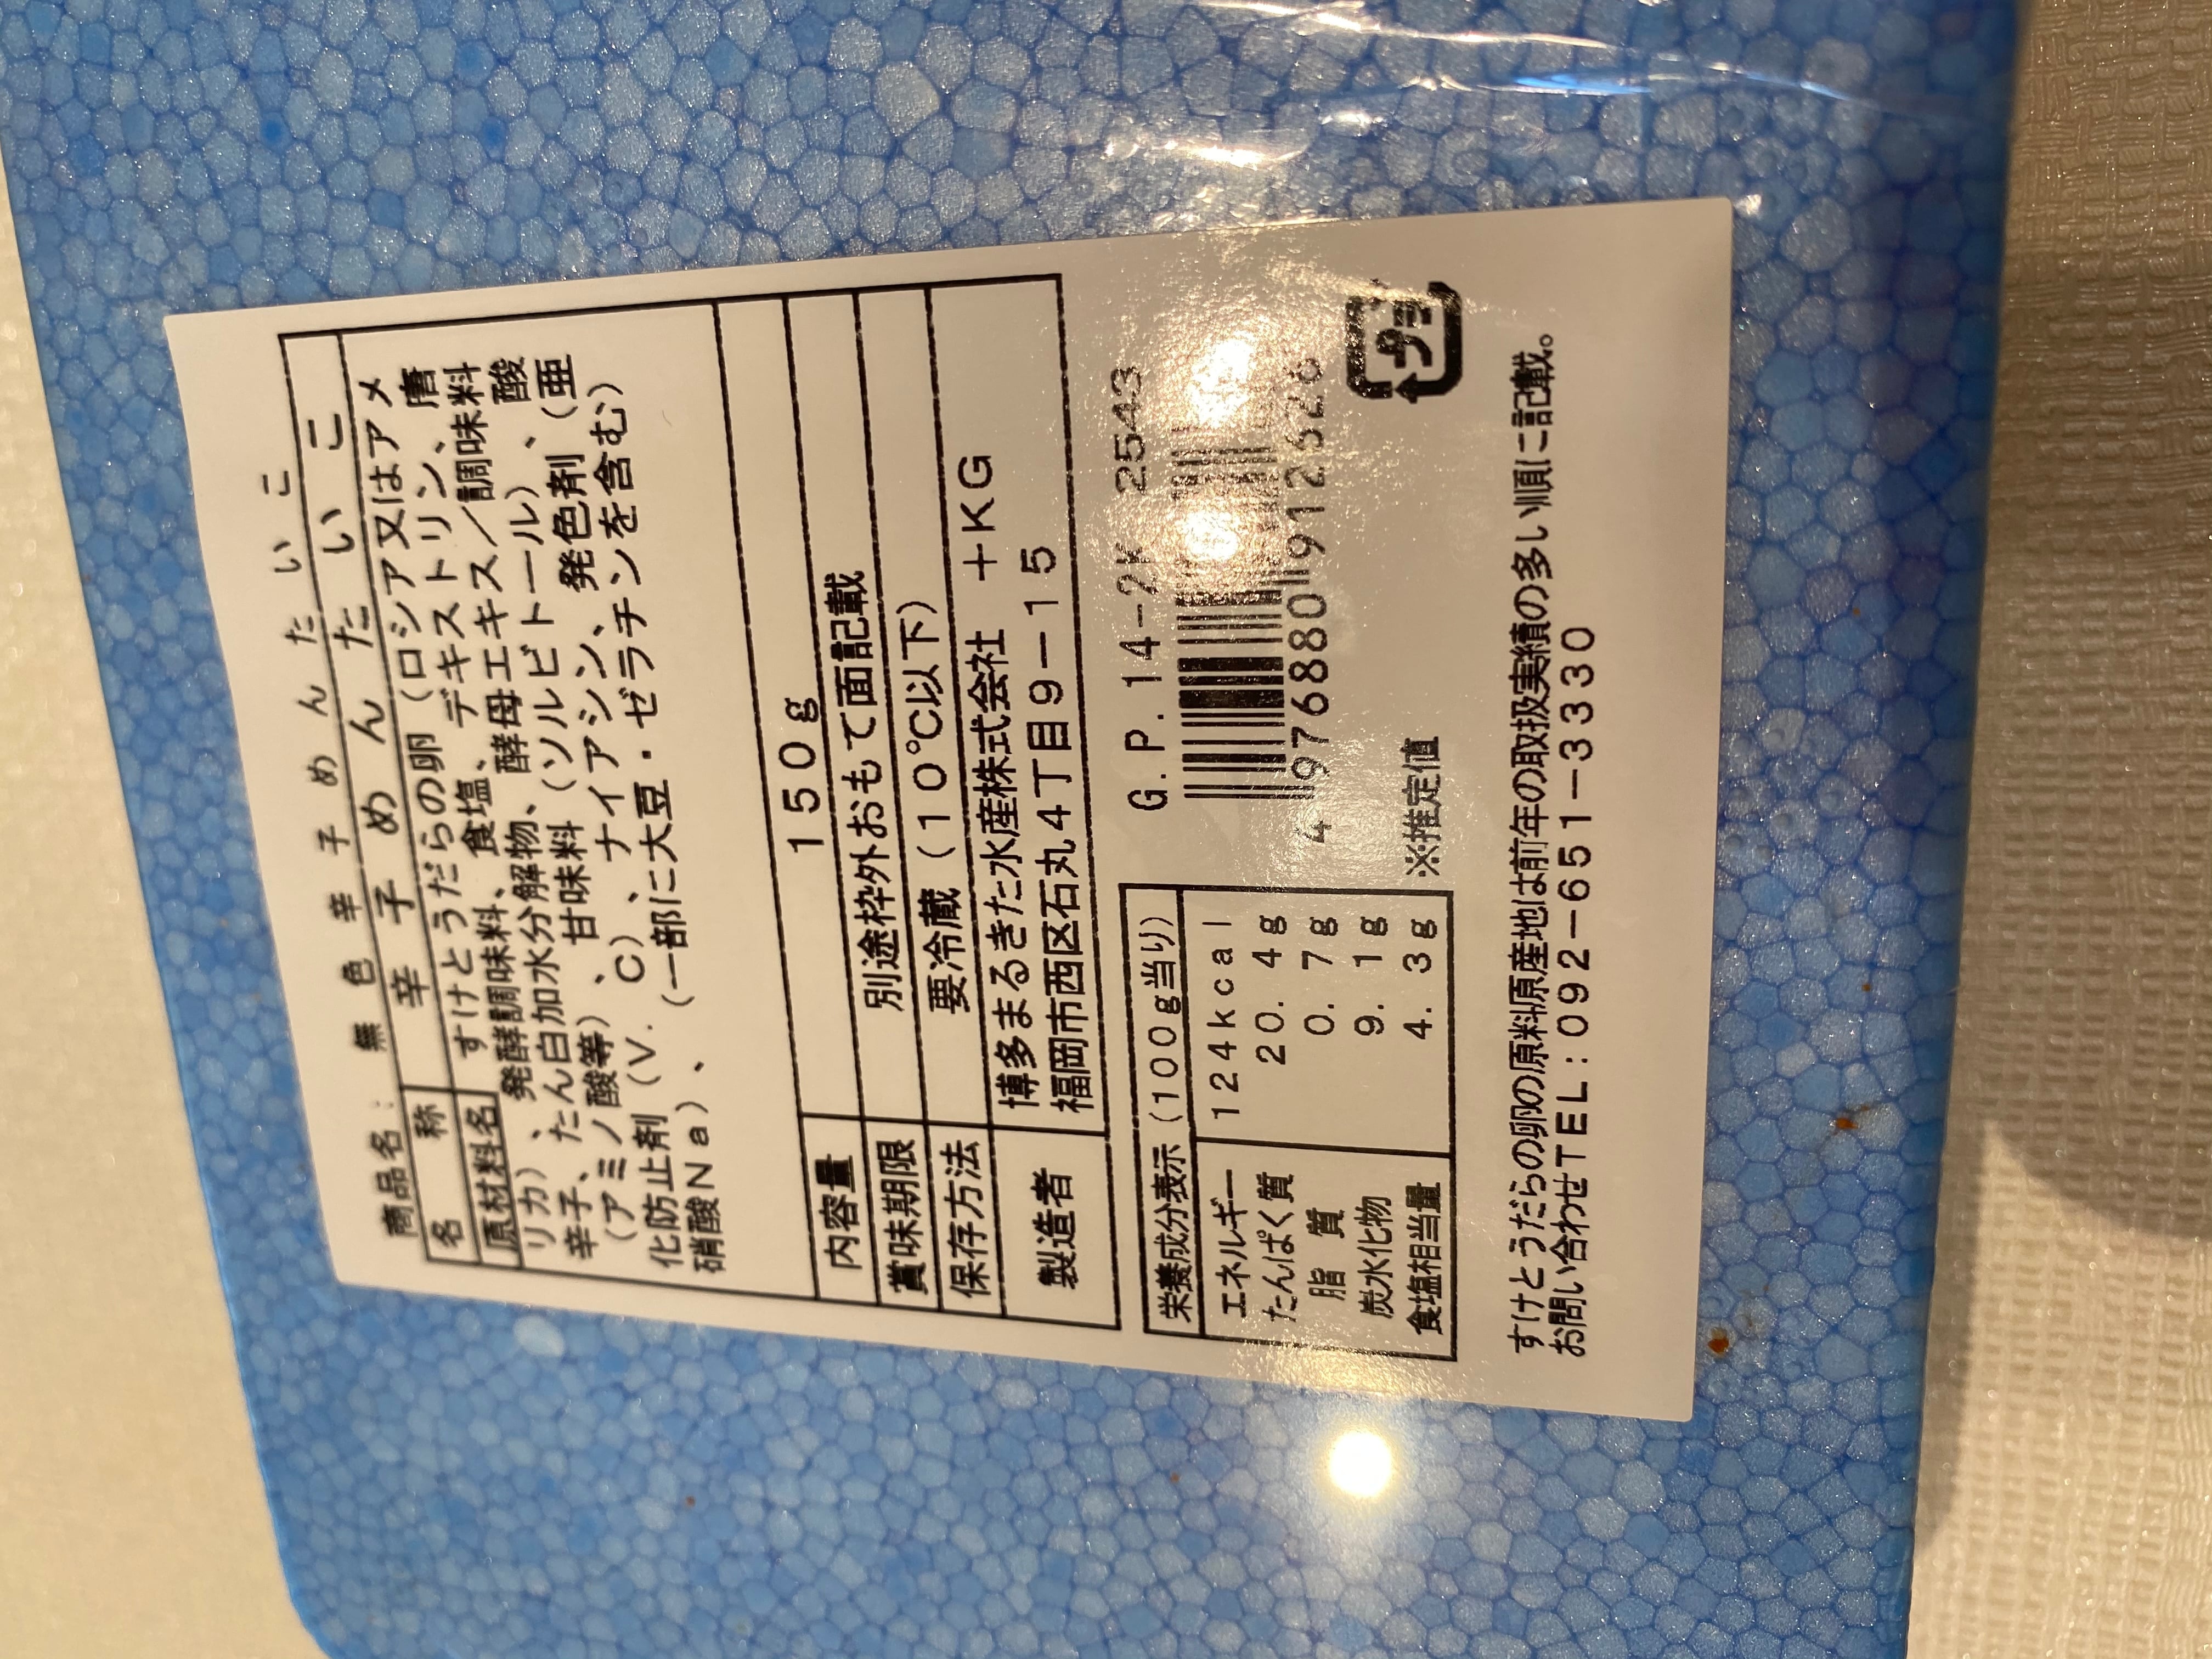 商品名: 無色辛子めんたいこ
名称 辛子めんたいこ
原材料名 すけとうだらの卵（ロシア又はアメ
リカ）、発酵調味料、食塩、デキストリン、唐
辛子、たん白加水分解物、酵母エキス／調味料
（アミノ酸等）、甘味料（ソルビトール）、酸
化防止剤（V．C）、ナイアシン、発色剤（亜
硝酸Na）、（一部に大豆・ゼラチンを含む）
内容量 150g
賞味期限 別途枠外おもて面記載
保存方法 要冷蔵（10℃以下）
製造者 博多まるきた水産株式会社 +KG
福岡市西区石丸4丁目9－15
栄養成分表示（100g当り）
エネルギー 124kcal
たんぱく質 20.4g
脂質 0.7g
炭水化物 9.1g
食塩相当量 4.3g
※推定値
G.P.14-2K 2543
4976880912626
プラ
すけとうだらの卵の原料原産地は前年の取扱実績の多い順に記載。
お問い合わせTEL:092-651-3330